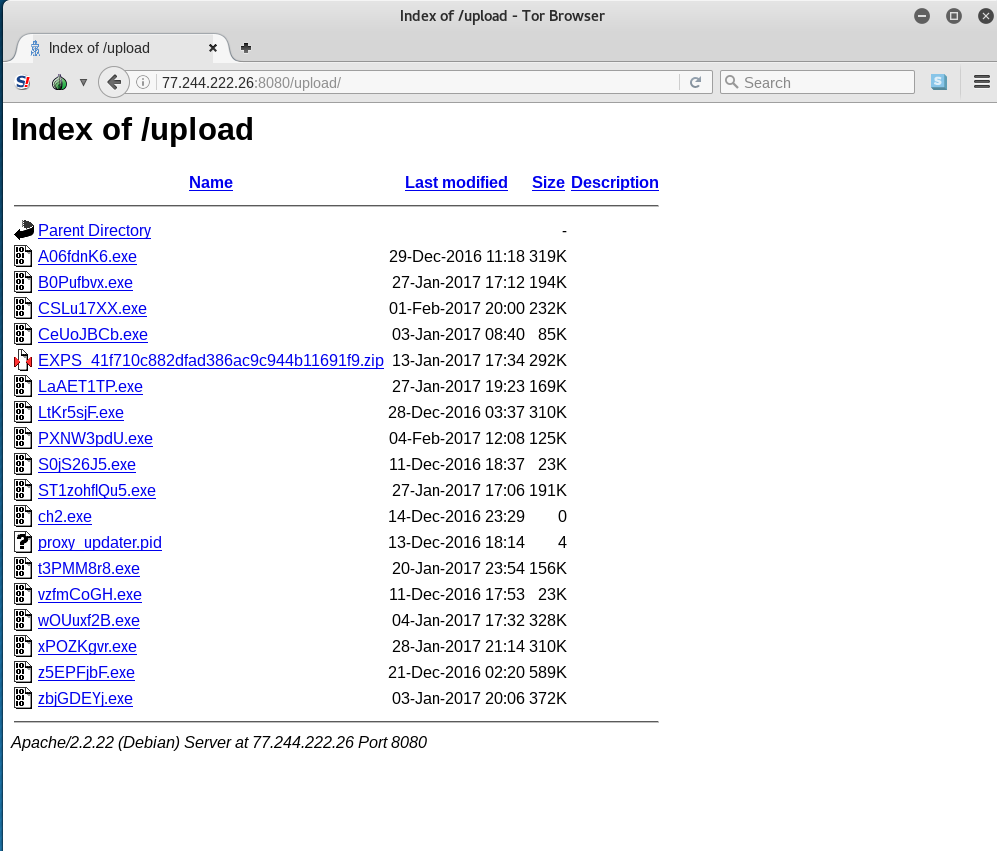 Index of /upload - Tor Browser
Index of /upload
77.244.222.26:8080/upload/
Search
Index of /upload
Name Last modified Size Description
Parent Directory -
A06fdnK6.exe 29-Dec-2016 11:18 319K
B0Pufbvx.exe 27-Jan-2017 17:12 194K
CSLu17XX.exe 01-Feb-2017 20:00 232K
CeUoJBCb.exe 03-Jan-2017 08:40 85K
EXPS_41f710c882dfad386ac9c944b11691f9.zip 13-Jan-2017 17:34 292K
LaAET1TP.exe 27-Jan-2017 19:23 169K
LtKr5sjF.exe 28-Dec-2016 03:37 310K
PXNW3pdU.exe 04-Feb-2017 12:08 125K
S0jS26J5.exe 11-Dec-2016 18:37 23K
ST1zohflQu5.exe 27-Jan-2017 17:06 191K
ch2.exe 14-Dec-2016 23:29 0
proxy_updater.pid 13-Dec-2016 18:14 4
t3PMM8r8.exe 20-Jan-2017 23:54 156K
vzfmCoGH.exe 11-Dec-2016 17:53 23K
wOUuxf2B.exe 04-Jan-2017 17:32 328K
xPOZKgvr.exe 28-Jan-2017 21:14 310K
z5EPFjbF.exe 21-Dec-2016 02:20 589K
zbjGDEYj.exe 03-Jan-2017 20:06 372K
Apache/2.2.22 (Debian) Server at 77.244.222.26 Port 8080